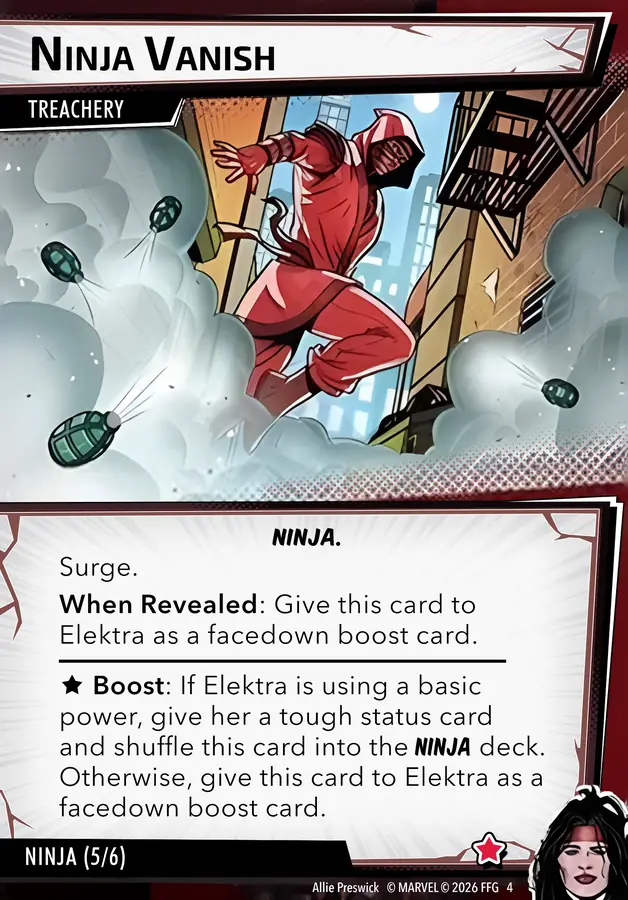 Ninja Vanish
TREACHERY
NINJA.
Surge.
When Revealed: Give this card to
Elektra as a facedown boost card.
★ Boost: If Elektra is using a basic
power, give her a tough status card
and shuffle this card into the NINJA deck.
Otherwise, give this card to Elektra as a
facedown boost card.
NINJA (5/6)
Allie Preswick © MARVEL © 2026 FFG 4